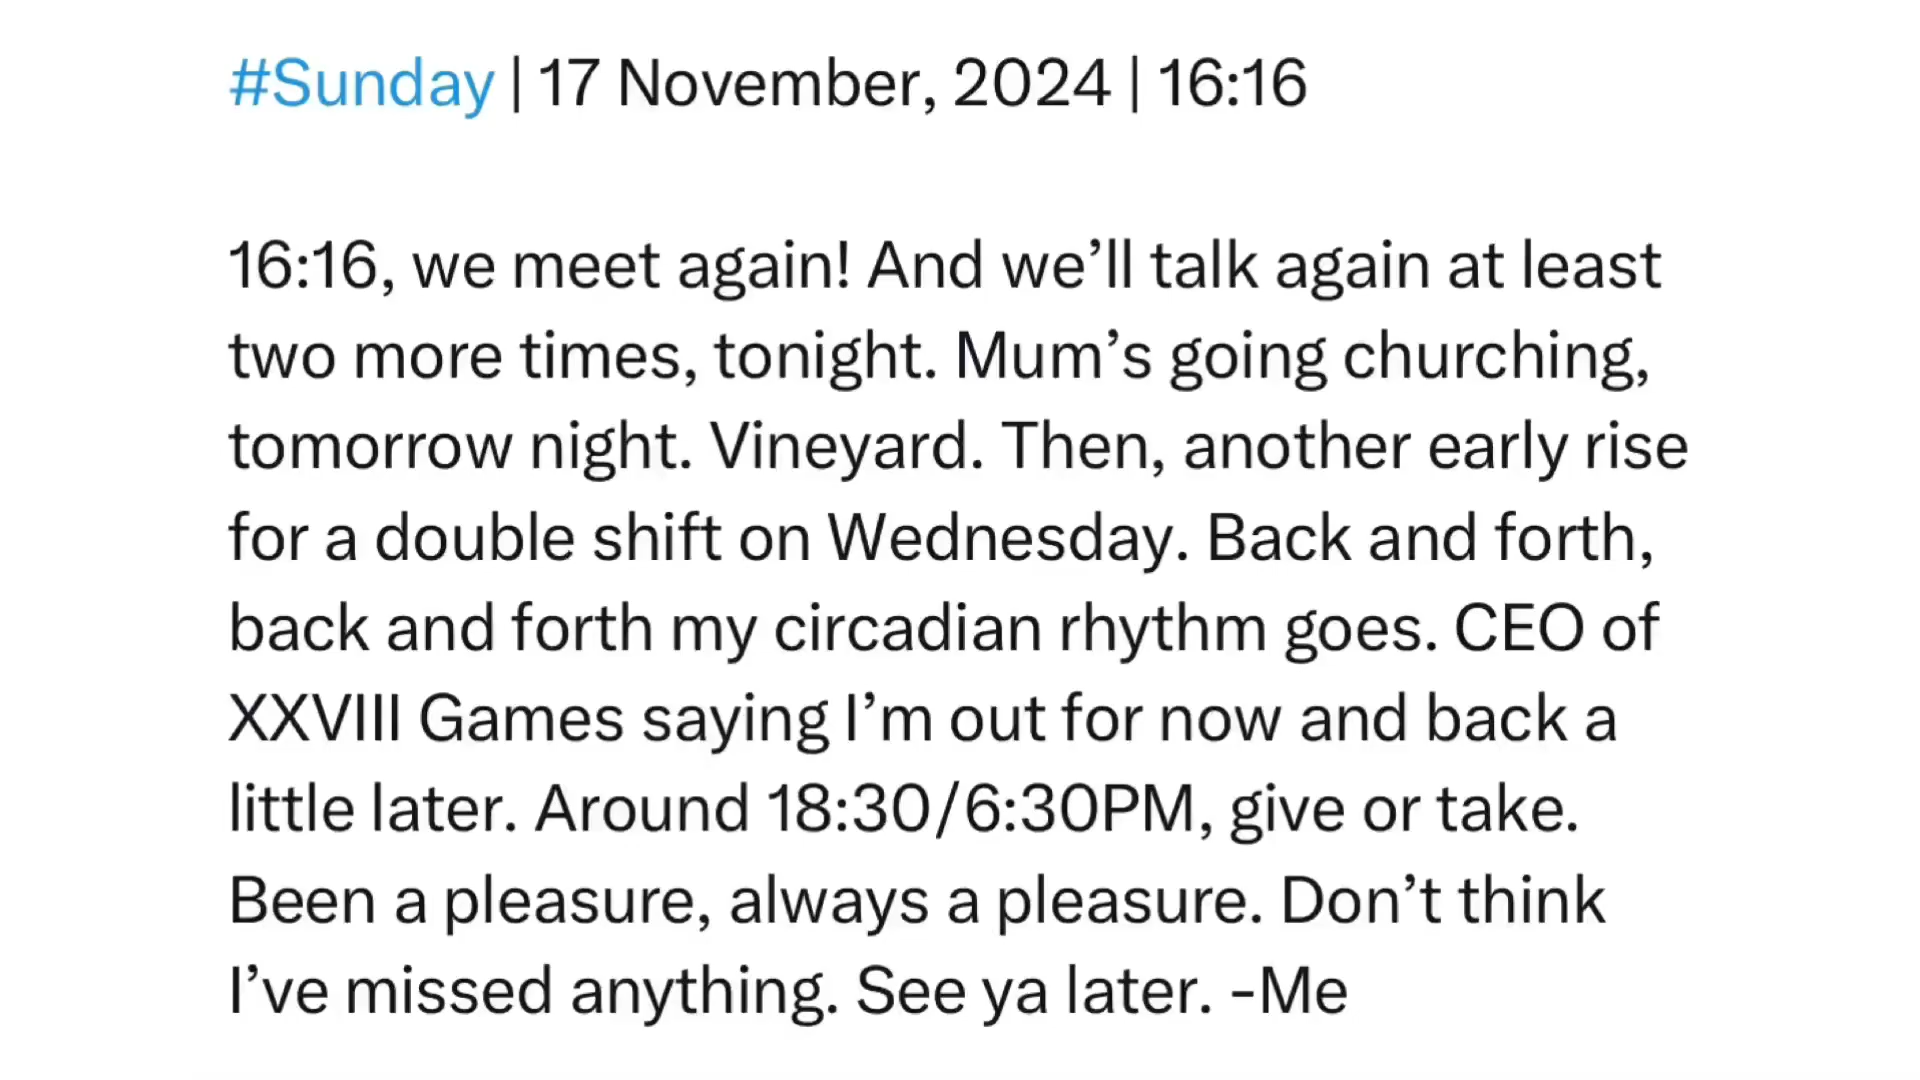 #Sunday | 17 November, 2024 | 16:16
16:16, we meet again! And we’ll talk again at least
two more times, tonight. Mum’s going churching,
tomorrow night. Vineyard. Then, another early rise
for a double shift on Wednesday. Back and forth,
back and forth my circadian rhythm goes. CEO of
XXVIII Games saying I’m out for now and back a
little later. Around 18:30/6:30PM, give or take.
Been a pleasure, always a pleasure. Don’t think
I’ve missed anything. See ya later. -Me